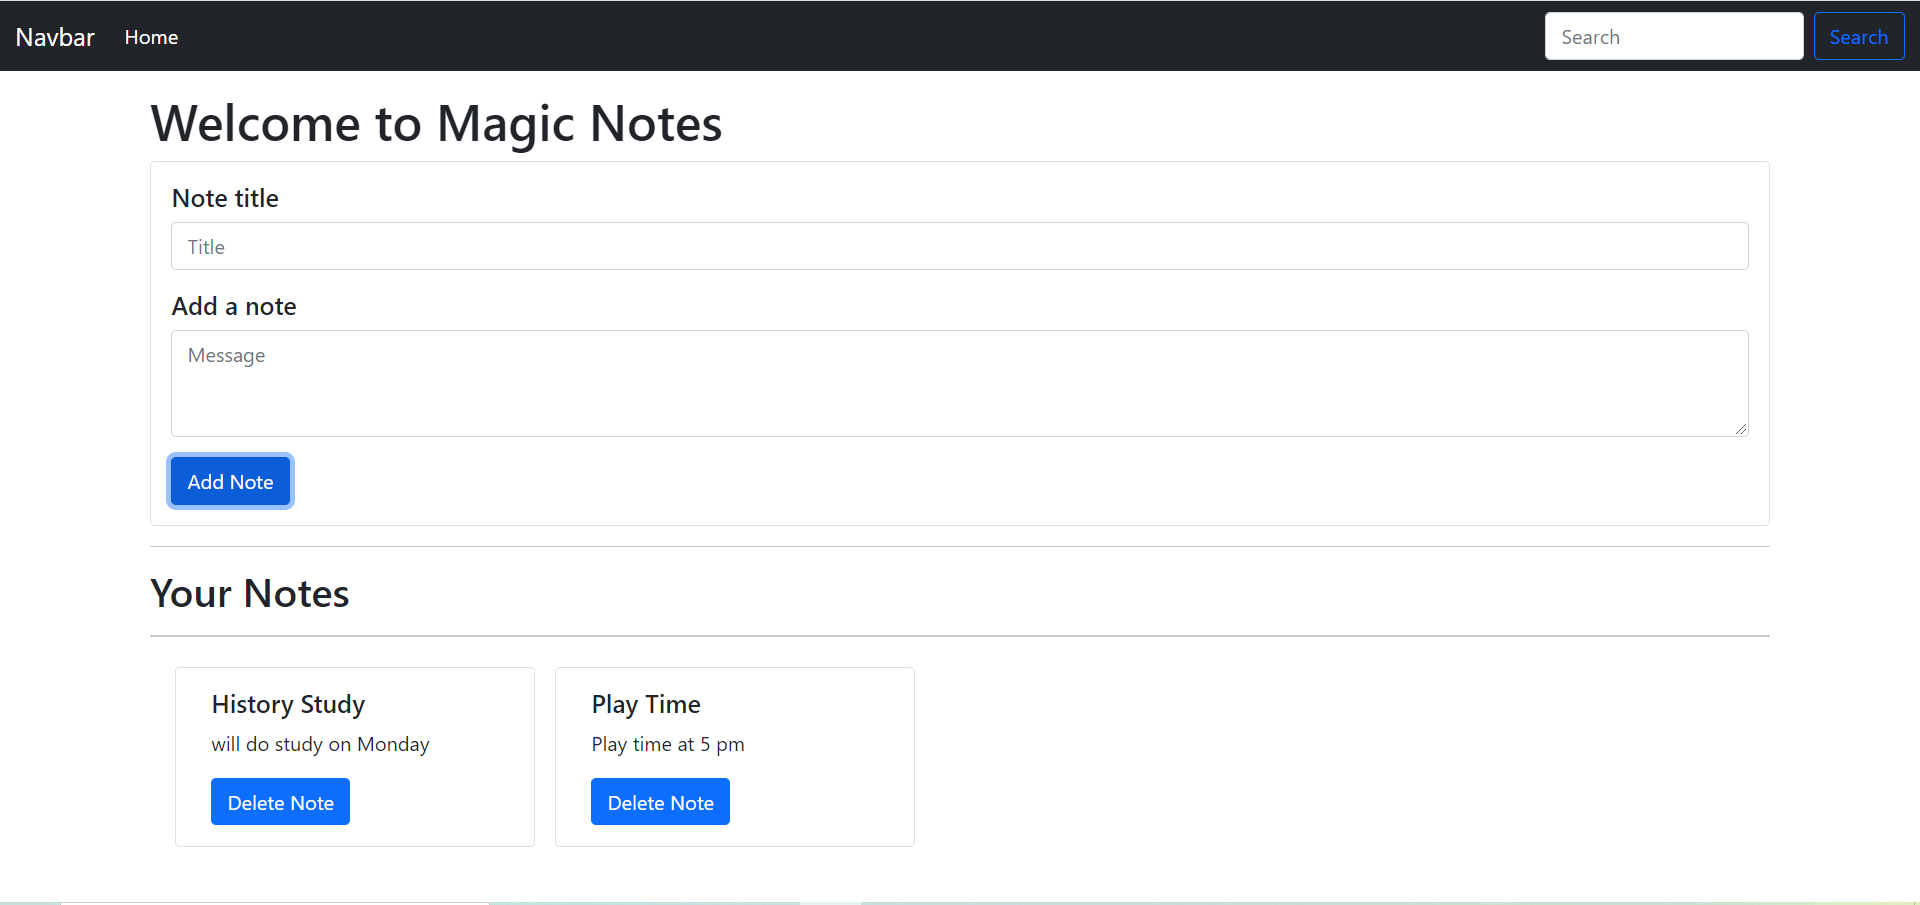 Navbar Home Search Search
Welcome to Magic Notes
Note title
Title
Add a note
Message
Add Note
Your Notes
History Study
will do study on Monday
Delete Note
Play Time
Play time at 5 pm
Delete Note